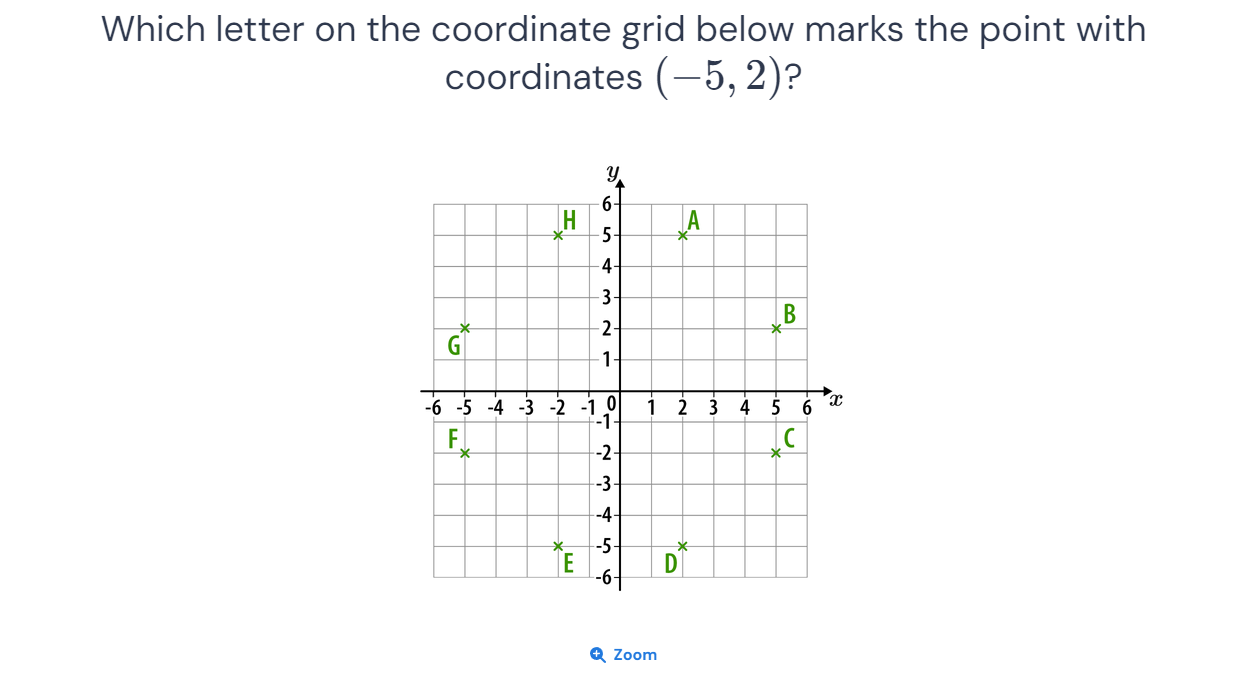 Which letter on the coordinate grid below marks the point with
coordinates (−5, 2)?
y
6
H
A
5
4
3
B
2
G
1
-6 -5 -4 -3 -2 -1 0 1 2 3 4 5 6 x
-1
F
C
-2
-3
-4
-5
E
D
-6
Zoom